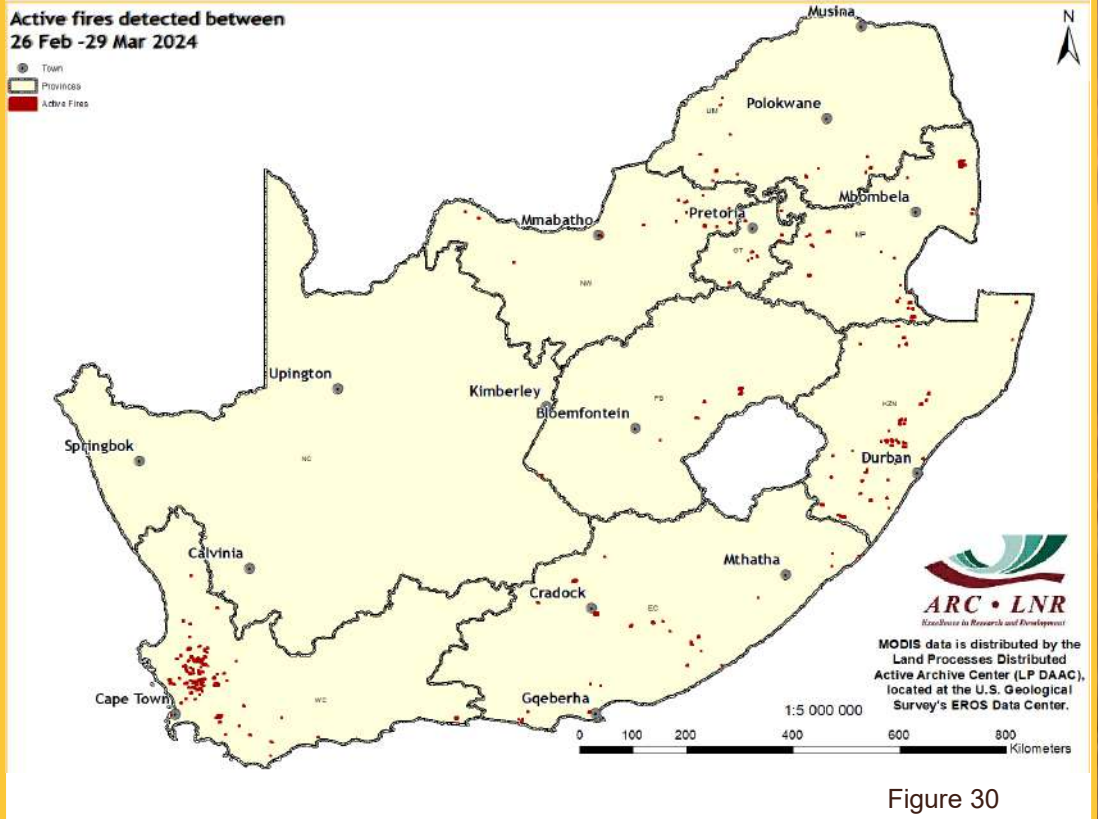 Active fires detected between
26 Feb -29 Mar 2024
Town
Provinces
Active Fires
N
Musina
LIM
Polokwane
Mbombela
Pretoria
Mmabatho
GT
MP
NW
Upington
Kimberley
FS
Bloemfontein
KZN
Springbok
NC
Durban
Calvinia
Mthatha
Cradock
EC
Cape Town
WC
Gqeberha
ARC • LNR
Excellence in Research and Development
MODIS data is distributed by the
Land Processes Distributed
Active Archive Center (LP DAAC),
located at the U.S. Geological
Survey's EROS Data Center.
1:5 000 000
0 100 200 400 600 800
Kilometers
Figure 30